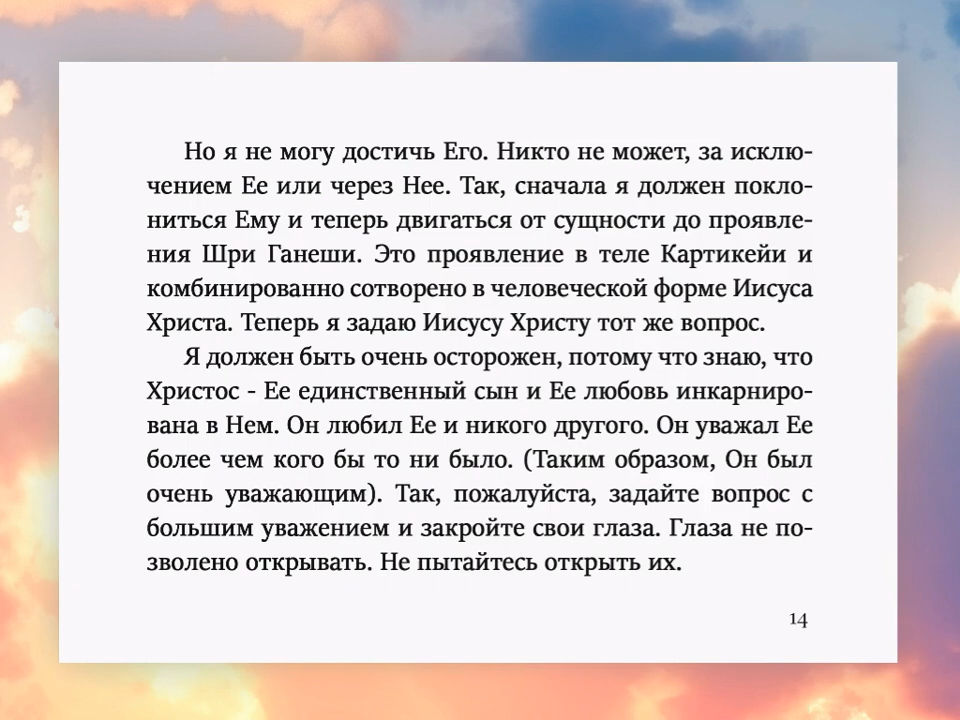 Но я не могу достичь Его. Никто не может, за исклю-
чением Ее или через Нее. Так, сначала я должен покло-
ниться Ему и теперь двигаться от сущности до проявле-
ния Шри Ганеши. Это проявление в теле Картикейи и
комбинированно сотворено в человеческой форме Иисуса
Христа. Теперь я задаю Иисусу Христу тот же вопрос.
Я должен быть очень осторожен, потому что знаю, что
Христос - Ее единственный сын и Ее любовь инкарниро-
вана в Нем. Он любил Ее и никого другого. Он уважал Ее
более чем кого бы то ни было. (Таким образом, Он был
очень уважающим). Так, пожалуйста, задайте вопрос с
большим уважением и закройте свои глаза. Глаза не по-
зволено открывать. Не пытайтесь открыть их.
14